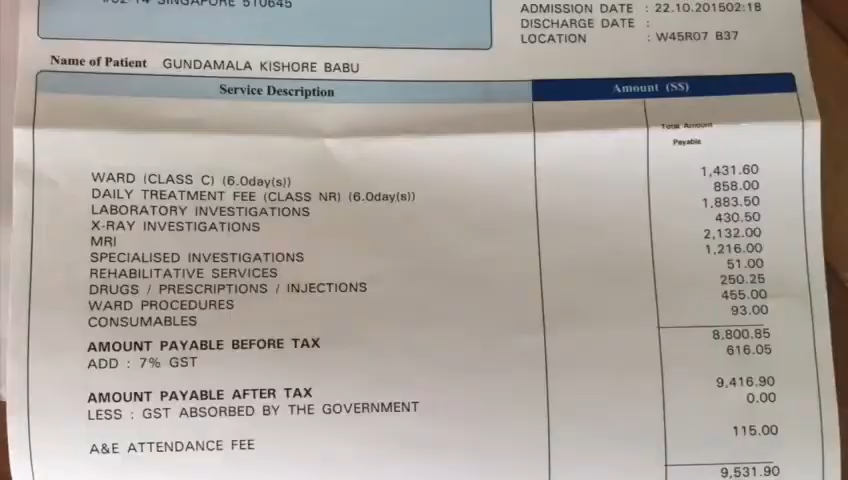 SINGAPORE 510645
ADMISSION DATE : 22.10.201502:18
DISCHARGE DATE :
LOCATION : W45R07 B37
Name of Patient GUNDAMALA KISHORE BABU
Service Description Amount (S$)
Total Amount
Payable
WARD (CLASS C) (6.0day(s)) 1,431.60
DAILY TREATMENT FEE (CLASS NR) (6.0day(s)) 858.00
LABORATORY INVESTIGATIONS 1,883.50
X-RAY INVESTIGATIONS 430.50
MRI 2,132.00
SPECIALISED INVESTIGATIONS 1,216.00
REHABILITATIVE SERVICES 51.00
DRUGS / PRESCRIPTIONS / INJECTIONS 250.25
WARD PROCEDURES 455.00
CONSUMABLES 93.00
AMOUNT PAYABLE BEFORE TAX 8,800.85
ADD : 7% GST 616.05
AMOUNT PAYABLE AFTER TAX 9,416.90
LESS : GST ABSORBED BY THE GOVERNMENT 0.00
A&E ATTENDANCE FEE 115.00
9,531.90